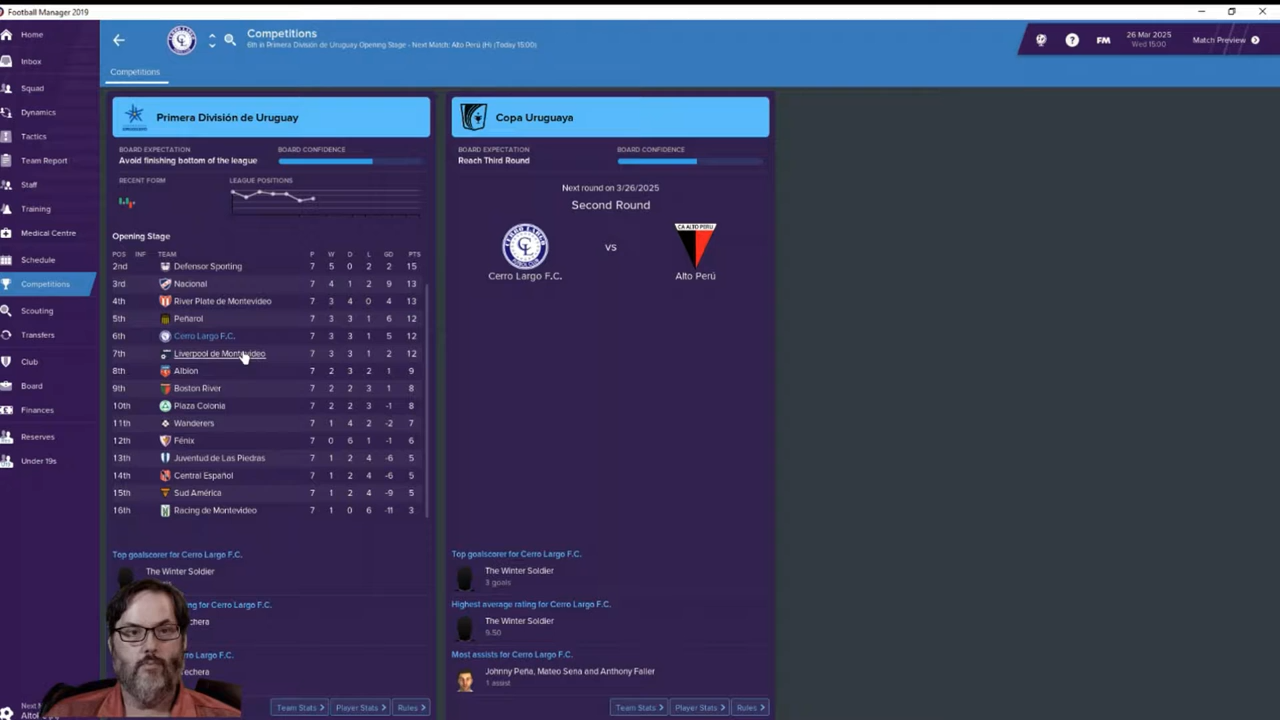 Football Manager 2019
Home
Inbox
Squad
Dynamics
Tactics
Team Report
Staff
Training
Medical Centre
Schedule
Competitions
Scouting
Transfers
Club
Board
Finances
Reserves
Under 19s
Competitions
6th in Primera División de Uruguay Opening Stage - Next Match: Alto Perú (H) (Today 15:00)
FM
26 Mar 2025
Wed 15:00
Match Preview
Competitions
Primera División de Uruguay
BOARD EXPECTATION BOARD CONFIDENCE
Avoid finishing bottom of the league
RECENT FORM LEAGUE POSITIONS
Opening Stage
POS INF TEAM P W D L GD PTS
2nd Defensor Sporting 7 5 0 2 2 15
3rd Nacional 7 4 1 2 9 13
4th River Plate de Montevideo 7 3 4 0 4 13
5th Peñarol 7 3 3 1 6 12
6th Cerro Largo F.C. 7 3 3 1 5 12
7th Liverpool de Montevideo 7 3 3 1 2 12
8th Albion 7 2 3 2 1 9
9th Boston River 7 2 2 3 1 8
10th Plaza Colonia 7 2 2 3 -1 8
11th Wanderers 7 1 4 2 -2 7
12th Fénix 7 0 6 1 -1 6
13th Juventud de Las Piedras 7 1 2 4 -6 5
14th Central Español 7 1 2 4 -6 5
15th Sud América 7 1 2 4 -9 5
16th Racing de Montevideo 7 1 0 6 -11 3
Top goalscorer for Cerro Largo F.C.
The Winter Soldier
for Cerro Largo F.C.
Largo F.C.
Team Stats Player Stats Rules
Copa Uruguaya
BOARD EXPECTATION BOARD CONFIDENCE
Reach Third Round
Next round on 3/26/2025
Second Round
CA ALTO PERU
vs
Cerro Largo F.C. Alto Perú
Top goalscorer for Cerro Largo F.C.
The Winter Soldier
3 goals
Highest average rating for Cerro Largo F.C.
The Winter Soldier
Most assists for Cerro Largo F.C.
Johnny Peña, Mateo Sena and Anthony Faller
1 assist
Team Stats Player Stats Rules